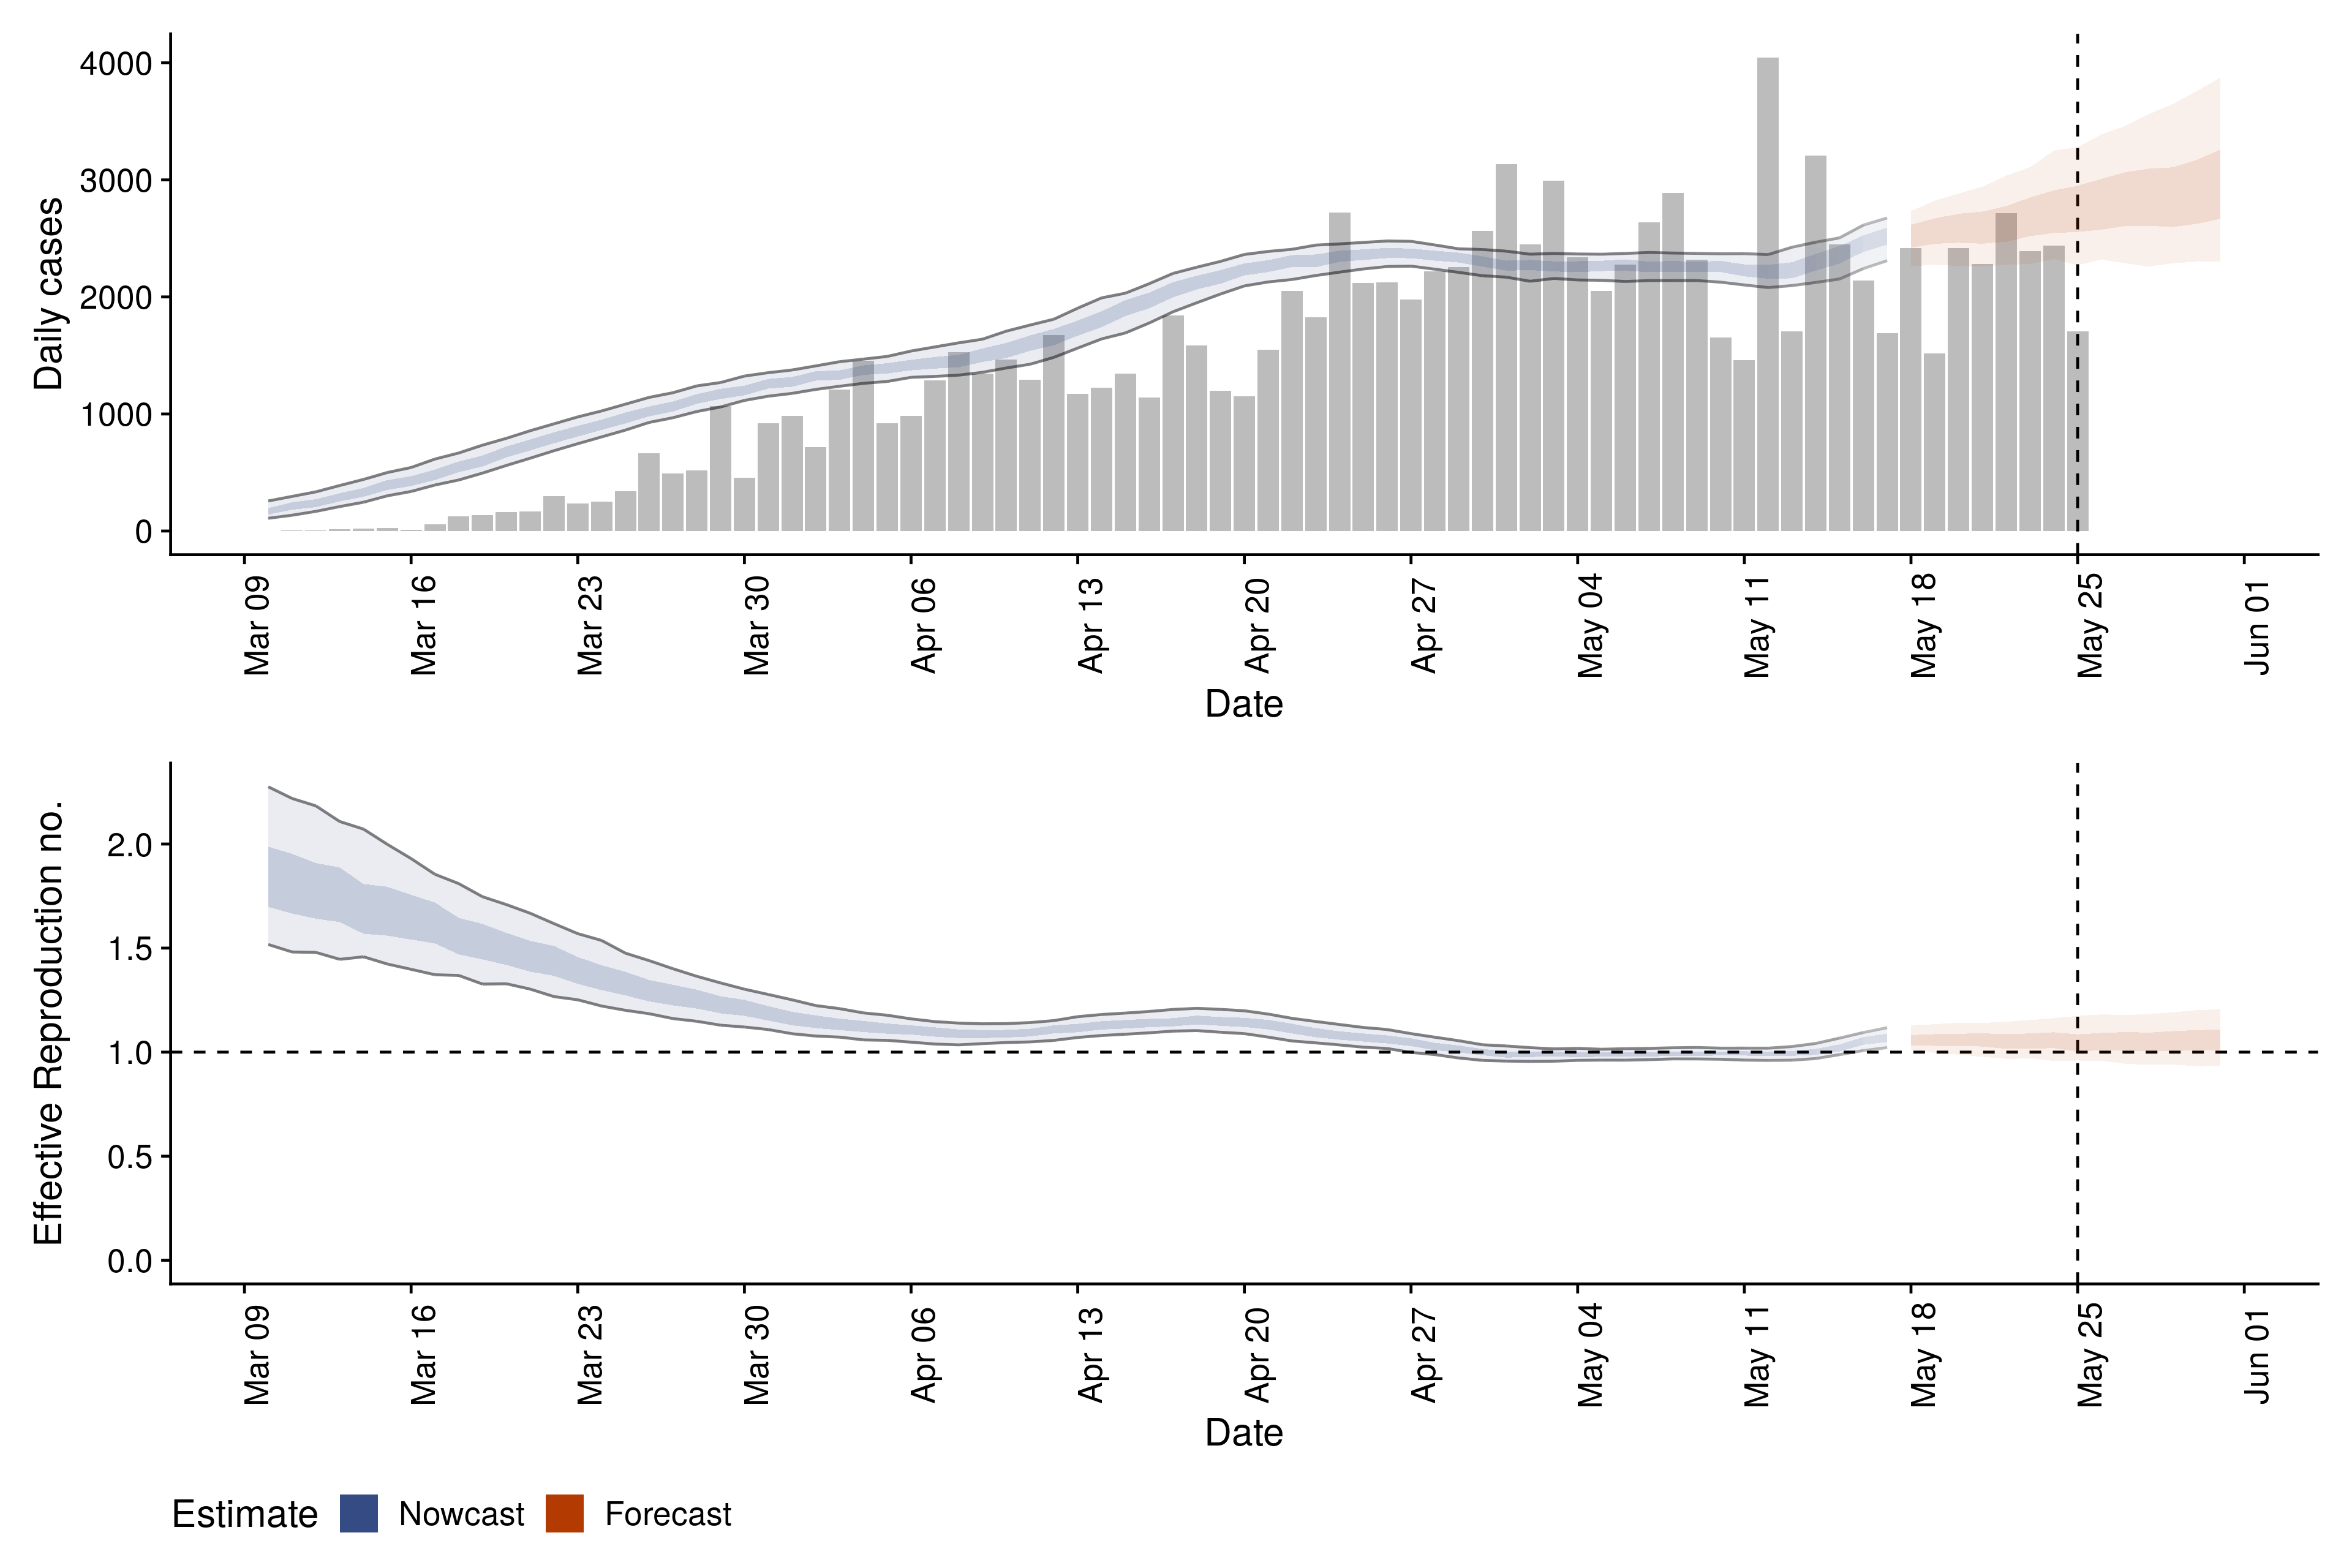 Daily cases
4000
3000
2000
1000
0
Mar 09 Mar 16 Mar 23 Mar 30 Apr 06 Apr 13 Apr 20 Apr 27 May 04 May 11 May 18 May 25 Jun 01
Date
Effective Reproduction no.
2.0
1.5
1.0
0.5
0.0
Mar 09 Mar 16 Mar 23 Mar 30 Apr 06 Apr 13 Apr 20 Apr 27 May 04 May 11 May 18 May 25 Jun 01
Date
Estimate Nowcast Forecast